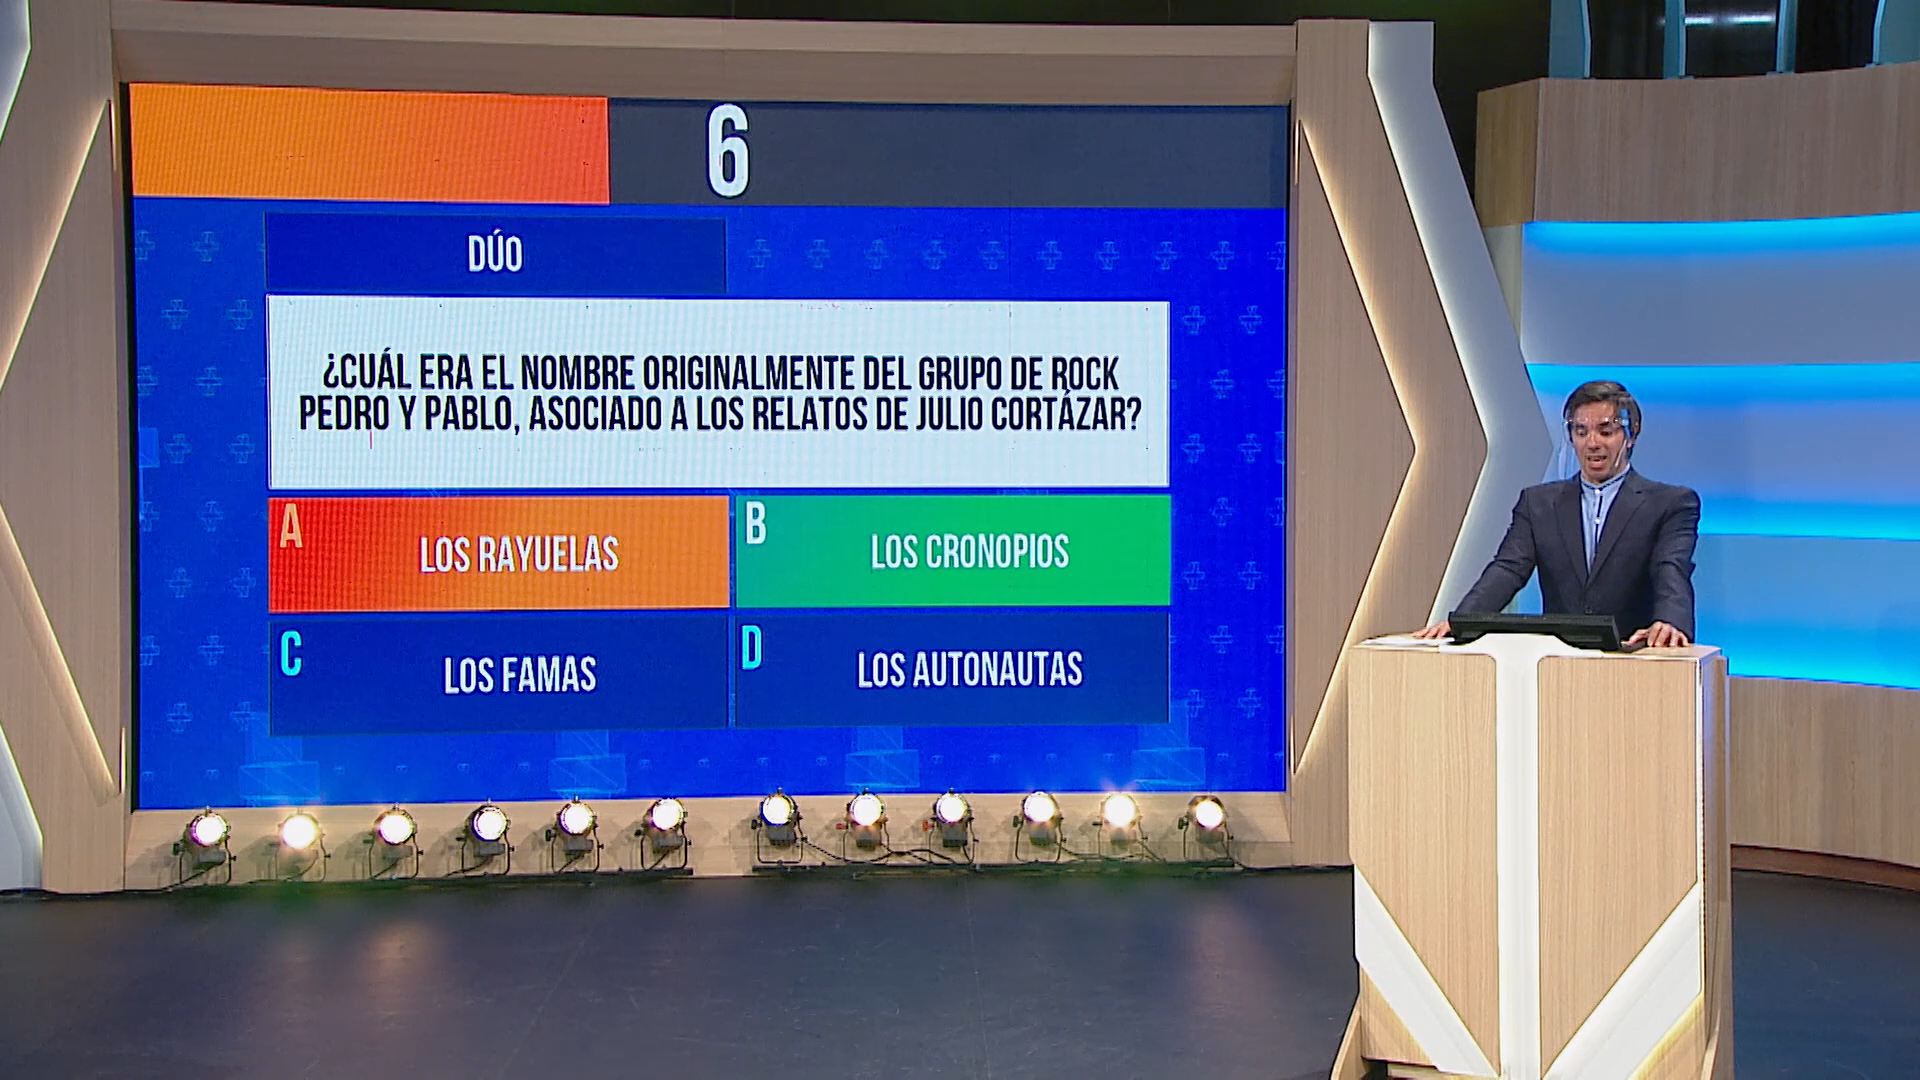 6
DÚO
¿CUÁL ERA EL NOMBRE ORIGINALMENTE DEL GRUPO DE ROCK
PEDRO Y PABLO, ASOCIADO A LOS RELATOS DE JULIO CORTÁZAR?
A LOS RAYUELAS
B LOS CRONOPIOS
C LOS FAMAS
D LOS AUTONAUTAS